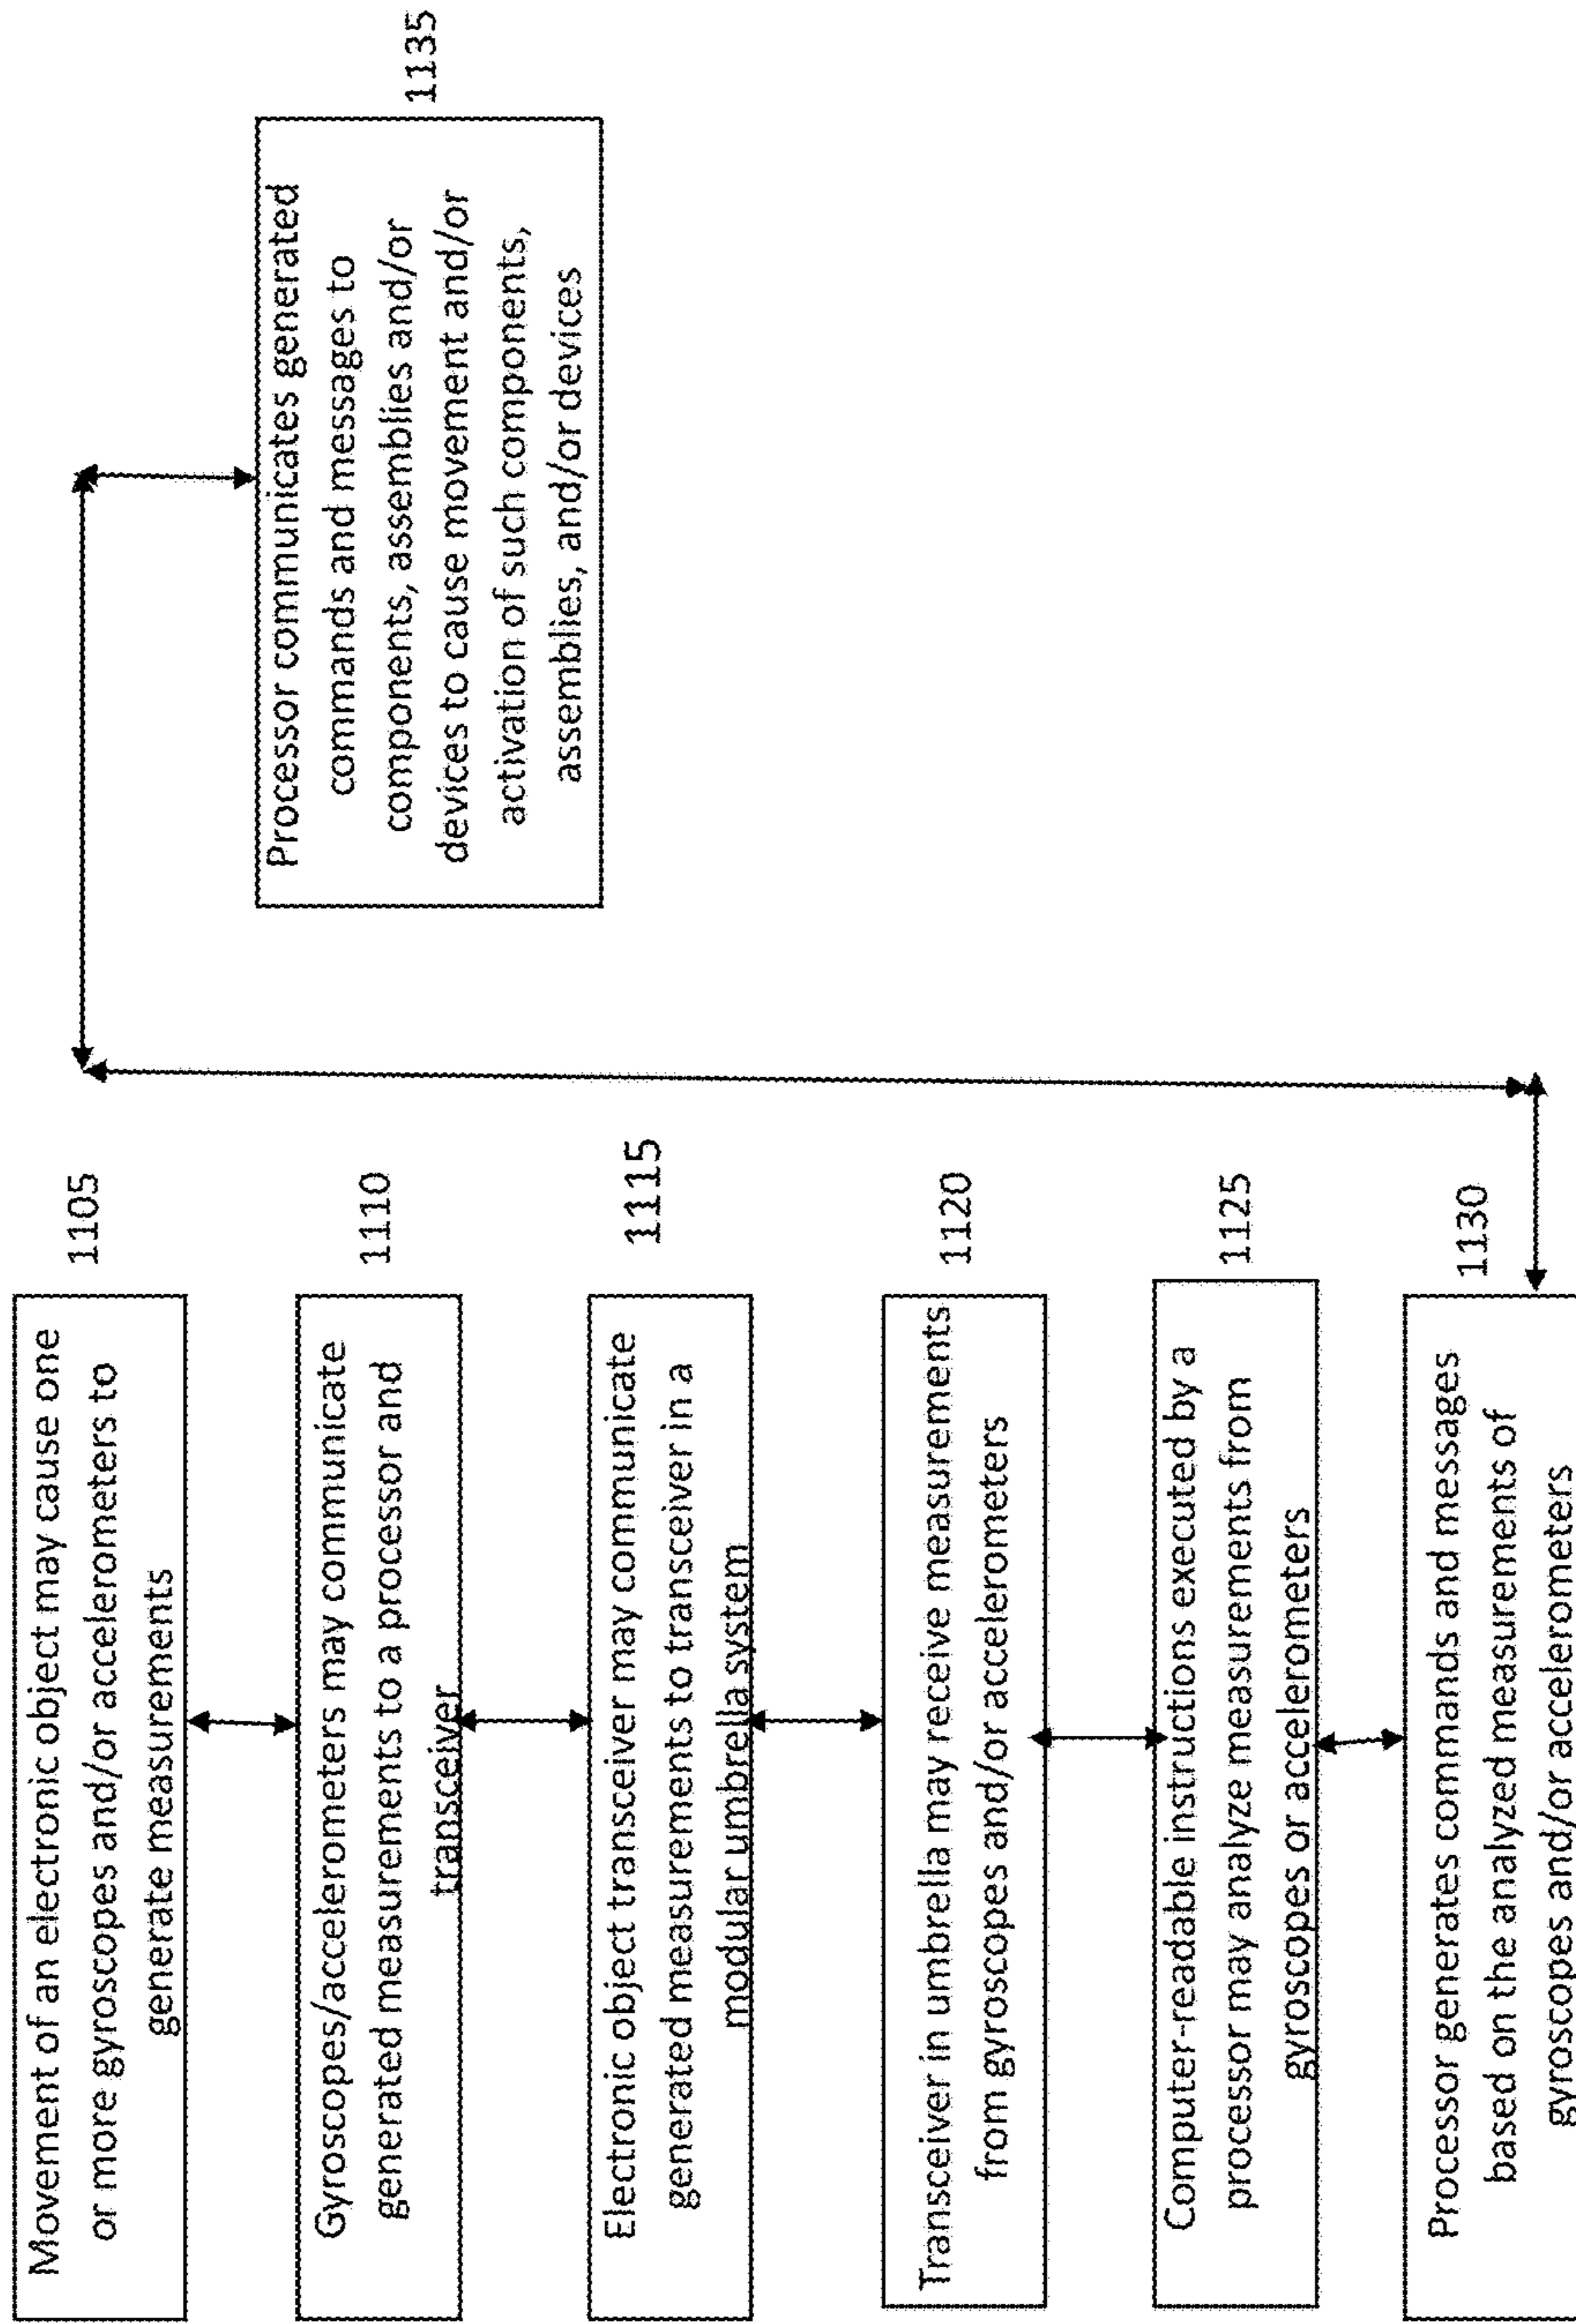 Movement of an electronic object may cause one
or more gyroscopes and/or accelerometers to
generate measurements
1105
Gyroscopes/accelerometers may communicate
generated measurements to a processor and
transceiver
1110
Electronic object transceiver may communicate
generated measurements to transceiver in a
modular umbrella system
1115
Transceiver in umbrella may receive measurements
from gyroscopes and/or accelerometers
1120
Computer-readable instructions executed by a
processor may analyze measurements from
gyroscopes or accelerometers
1125
Processor generates commands and messages
based on the analyzed measurements of
gyroscopes and/or accelerometers
1130
Processor communicates generated
commands and messages to
components, assemblies and/or
devices to cause movement and/or
activation of such components,
assemblies, and/or devices
1135